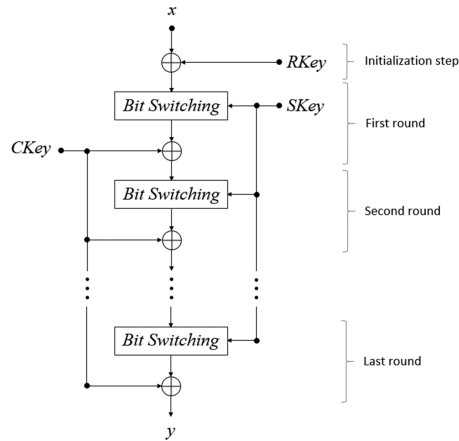 x
RKey
Initialization step
Bit Switching
SKey
First round
CKey
Bit Switching
Second round
Bit Switching
Last round
y